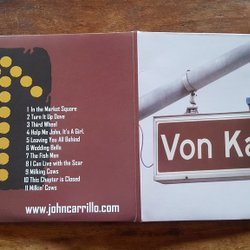 1 In the Market Square
2 Turn It Up Dave
3 Third Wheel
4 Help Me John, It's A Girl
5 Leaving You All Behind
6 Wedding Bells
7 The Fish Man
8 I Can Live with the Scar
9 Milking Cows
10 This Chapter is Closed
11 Milkin' Cows
www.johncarrillo.com
Von Ka